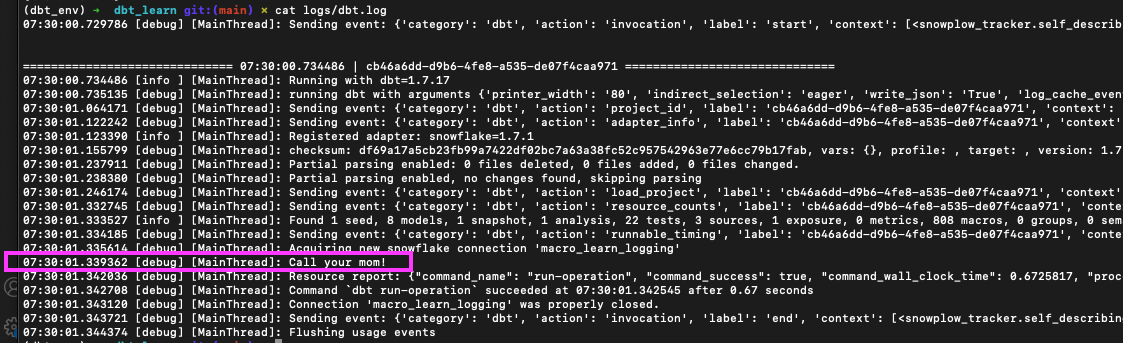 (dbt_env) ➜ dbt_learn git:(main) × cat logs/dbt.log
07:30:00.729786 [debug] [MainThread]: Sending event: {'category': 'dbt', 'action': 'invocation', 'label': 'start', 'context': [<snowplow_tracker.self_describ
============================== 07:30:00.734486 | cb46a6dd-d9b6-4fe8-a535-de07f4caa971 ==============================
07:30:00.734486 [info ] [MainThread]: Running with dbt=1.7.17
07:30:00.735135 [debug] [MainThread]: running dbt with arguments {'printer_width': '80', 'indirect_selection': 'eager', 'write_json': 'True', 'log_cache_even
07:30:01.064171 [debug] [MainThread]: Sending event: {'category': 'dbt', 'action': 'project_id', 'label': 'cb46a6dd-d9b6-4fe8-a535-de07f4caa971', 'context':
07:30:01.122242 [debug] [MainThread]: Sending event: {'category': 'dbt', 'action': 'adapter_info', 'label': 'cb46a6dd-d9b6-4fe8-a535-de07f4caa971', 'context'
07:30:01.123390 [info ] [MainThread]: Registered adapter: snowflake=1.7.1
07:30:01.155799 [debug] [MainThread]: checksum: df69a17a5cb23fb99a7422df02bc7a63a38fc52c957542963e77e6cc79b17fab, vars: {}, profile: , target: , version: 1.7
07:30:01.237911 [debug] [MainThread]: Partial parsing enabled: 0 files deleted, 0 files added, 0 files changed.
07:30:01.238380 [debug] [MainThread]: Partial parsing enabled, no changes found, skipping parsing
07:30:01.246174 [debug] [MainThread]: Sending event: {'category': 'dbt', 'action': 'load_project', 'label': 'cb46a6dd-d9b6-4fe8-a535-de07f4caa971', 'context'
07:30:01.332745 [debug] [MainThread]: Sending event: {'category': 'dbt', 'action': 'resource_counts', 'label': 'cb46a6dd-d9b6-4fe8-a535-de07f4caa971', 'conte
07:30:01.333527 [info ] [MainThread]: Found 1 seed, 8 models, 1 snapshot, 1 analysis, 22 tests, 3 sources, 1 exposure, 0 metrics, 808 macros, 0 groups, 0 sem
07:30:01.334185 [debug] [MainThread]: Sending event: {'category': 'dbt', 'action': 'runnable_timing', 'label': 'cb46a6dd-d9b6-4fe8-a535-de07f4caa971', 'conte
07:30:01.335614 [debug] [MainThread]: Acquiring new snowflake connection 'macro_learn_logging'
07:30:01.339362 [debug] [MainThread]: Call your mom!
07:30:01.342036 [debug] [MainThread]: Resource report: {"command_name": "run-operation", "command_success": true, "command_wall_clock_time": 0.6725817, "proc
07:30:01.342708 [debug] [MainThread]: Command `dbt run-operation` succeeded at 07:30:01.342545 after 0.67 seconds
07:30:01.343120 [debug] [MainThread]: Connection 'macro_learn_logging' was properly closed.
07:30:01.343721 [debug] [MainThread]: Sending event: {'category': 'dbt', 'action': 'invocation', 'label': 'end', 'context': [<snowplow_tracker.self_describin
07:30:01.344374 [debug] [MainThread]: Flushing usage events